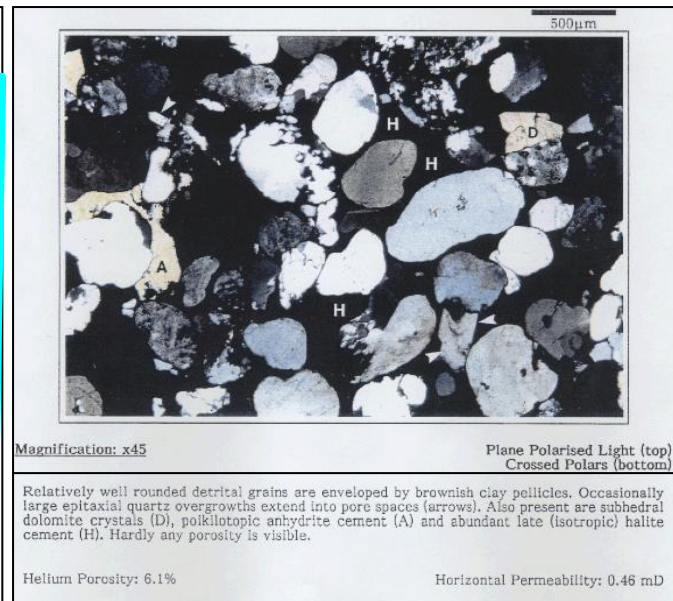 500µm
H
H
D
A
H
Magnification: x45
Plane Polarised Light (top)
Crossed Polars (bottom)
Relatively well rounded detrital grains are enveloped by brownish clay pellicles. Occasionally
large epitaxial quartz overgrowths extend into pore spaces (arrows). Also present are subhedral
dolomite crystals (D), poikilotopic anhydrite cement (A) and abundant late (isotropic) halite
cement (H). Hardly any porosity is visible.
Helium Porosity: 6.1%
Horizontal Permeability: 0.46 mD